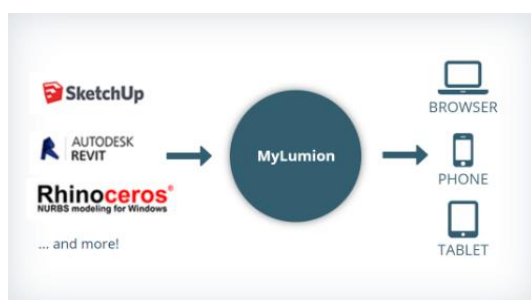 SketchUp
AUTODESK
REVIT
Rhinoceros®
NURBS modeling for Windows
... and more!
MyLumion
BROWSER
PHONE
TABLET